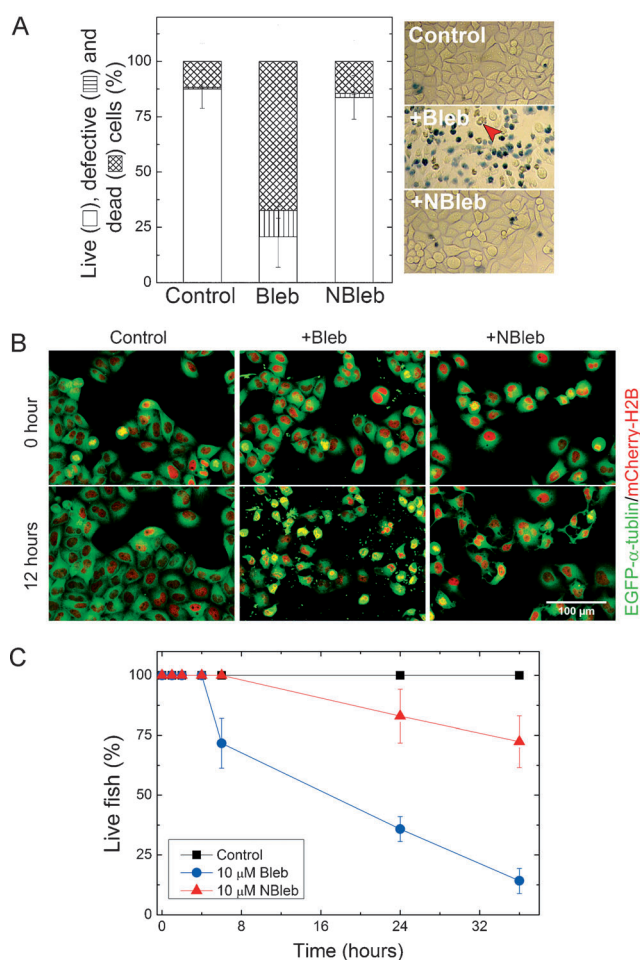 A
Live (□), defective (▥) and
dead (▩) cells (%)
100
75
50
25
0
Control Bleb NBleb
Control
+Bleb
+NBleb
B
Control +Bleb +NBleb
0 hour
12 hours
100 µm
EGFP-α-tublin/mCherry-H2B
C
Live fish (%)
100
75
50
25
0
Control
10 µM Bleb
10 µM NBleb
0 8 16 24 32
Time (hours)